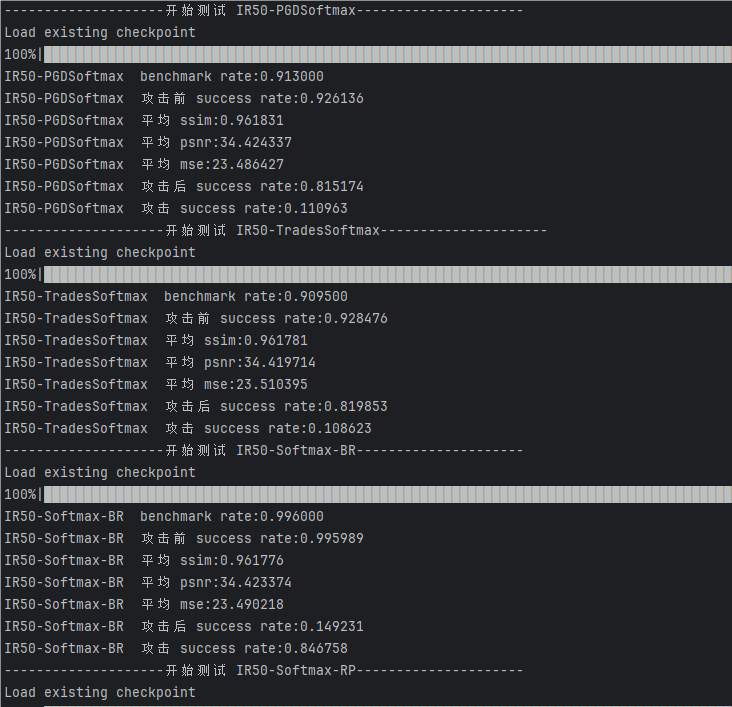 --------------------开始测试 IR50-PGDSoftmax---------------------
Load existing checkpoint
100%|
IR50-PGDSoftmax  benchmark rate:0.913000
IR50-PGDSoftmax  攻击前 success rate:0.926136
IR50-PGDSoftmax  平均 ssim:0.961831
IR50-PGDSoftmax  平均 psnr:34.424337
IR50-PGDSoftmax  平均 mse:23.486427
IR50-PGDSoftmax  攻击后 success rate:0.815174
IR50-PGDSoftmax  攻击 success rate:0.110963
--------------------开始测试 IR50-TradesSoftmax---------------------
Load existing checkpoint
100%|
IR50-TradesSoftmax  benchmark rate:0.909500
IR50-TradesSoftmax  攻击前 success rate:0.928476
IR50-TradesSoftmax  平均 ssim:0.961781
IR50-TradesSoftmax  平均 psnr:34.419714
IR50-TradesSoftmax  平均 mse:23.510395
IR50-TradesSoftmax  攻击后 success rate:0.819853
IR50-TradesSoftmax  攻击 success rate:0.108623
--------------------开始测试 IR50-Softmax-BR---------------------
Load existing checkpoint
100%|
IR50-Softmax-BR  benchmark rate:0.996000
IR50-Softmax-BR  攻击前 success rate:0.995989
IR50-Softmax-BR  平均 ssim:0.961776
IR50-Softmax-BR  平均 psnr:34.423374
IR50-Softmax-BR  平均 mse:23.490218
IR50-Softmax-BR  攻击后 success rate:0.149231
IR50-Softmax-BR  攻击 success rate:0.846758
--------------------开始测试 IR50-Softmax-RP---------------------
Load existing checkpoint